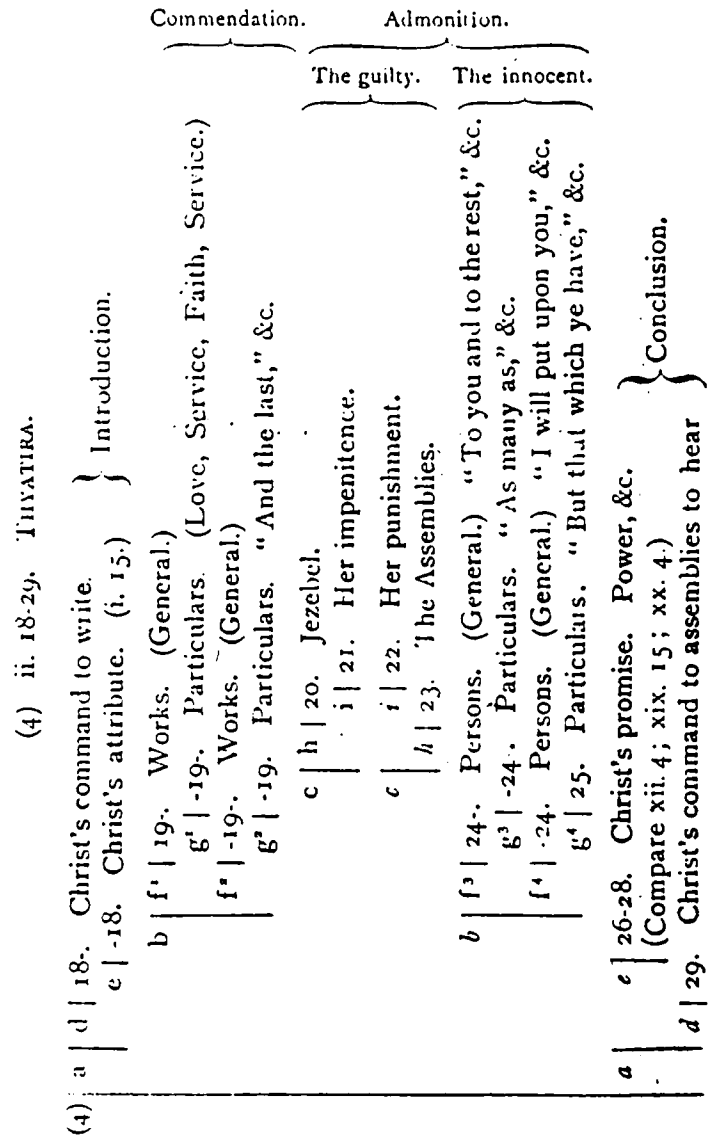 (4) ii. 18-29. THYATIRA.
(4) a | d | 18-. Christ's command to write.
e | -18. Christ's attribute. (i. 15.)
} Introduction.
b | f¹ | 19-. Works. (General.)
g¹ | -19-. Particulars. (Love, Service, Faith, Service.)
f² | -19-. Works. (General.)
g² | -19. Particulars. "And the last," &c.
Commendation.
c | h | 20. Jezebel.
i | 21. Her impenitence.
c | i | 22. Her punishment.
h | 23. The Assemblies.
The guilty.
b | f³ | 24-. Persons. (General.) "To you and to the rest," &c.
g³ | -24-. Particulars. "As many as," &c.
f⁴ | -24. Persons. (General.) "I will put upon you," &c.
g⁴ | 25. Particulars. "But that which ye have," &c.
The innocent.
Admonition.
a | e | 26-28. Christ's promise. Power, &c.
(Compare xii. 4; xix. 15; xx. 4.)
d | 29. Christ's command to assemblies to hear
} Conclusion.